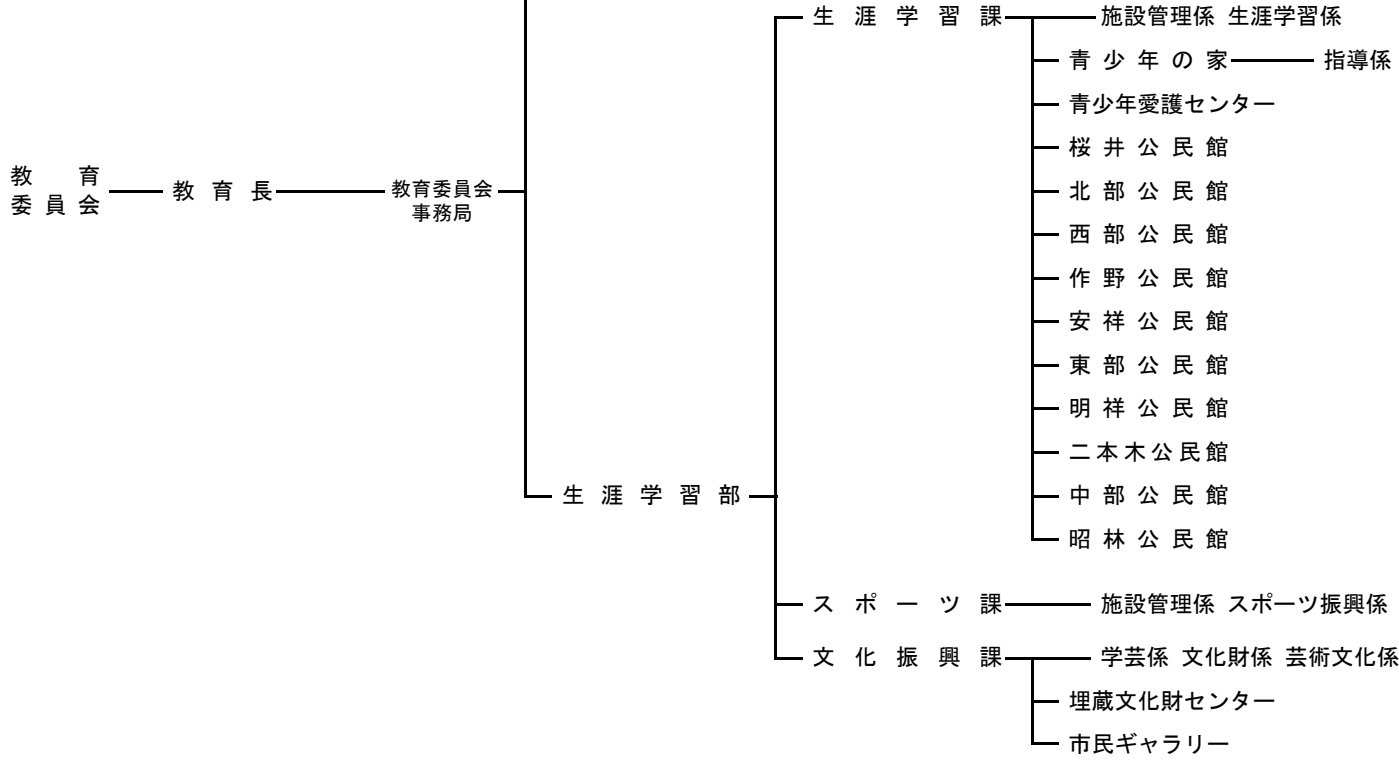 生涯学習課 施設管理係 生涯学習係
青少年の家 指導係
青少年愛護センター
桜井公民館
教育委員会 教育長 教育委員会事務局
北部公民館
西部公民館
作野公民館
安祥公民館
東部公民館
明祥公民館
二本木公民館
生涯学習部
中部公民館
昭林公民館
スポーツ課 施設管理係 スポーツ振興係
文化振興課 学芸係 文化財係 芸術文化係
埋蔵文化財センター
市民ギャラリー